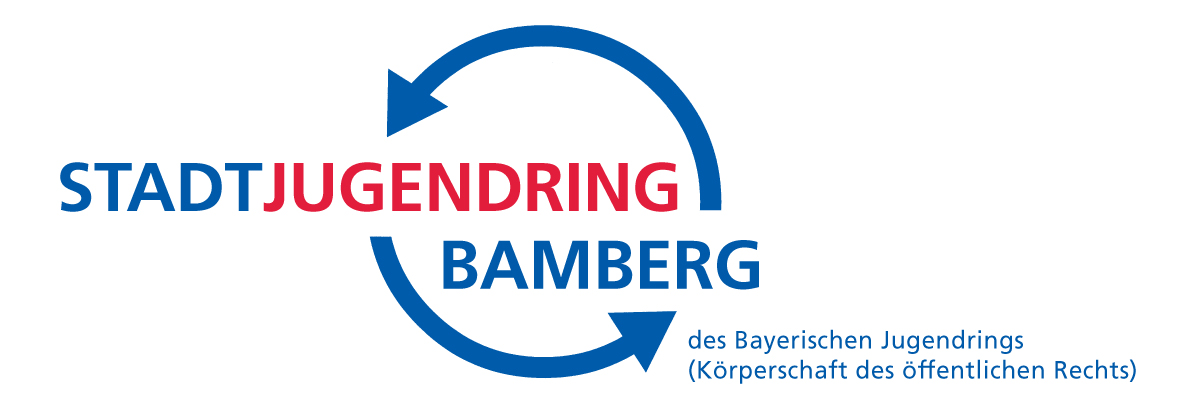 STADTJUGENDRING
BAMBERG
des Bayerischen Jugendrings
(Körperschaft des öffentlichen Rechts)